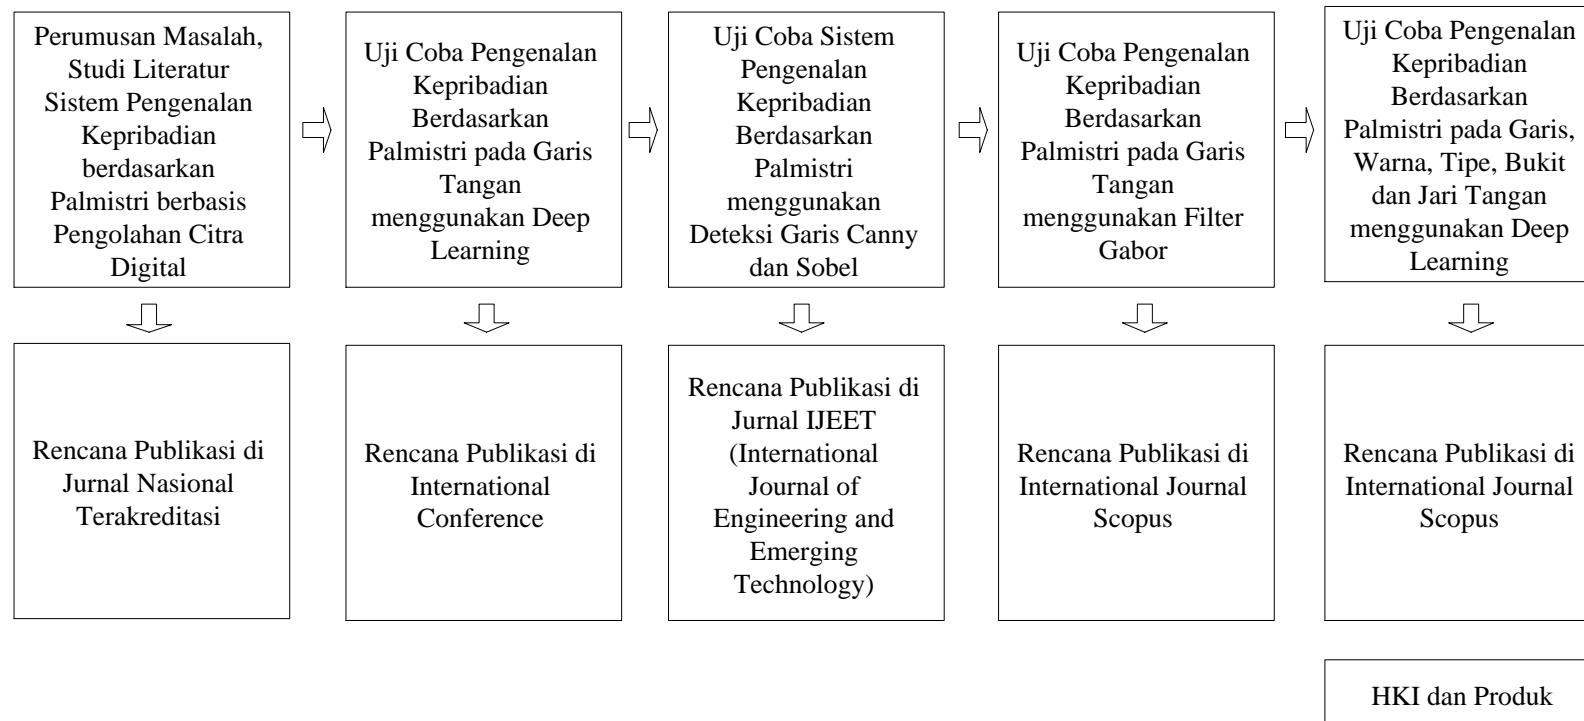 Perumusan Masalah,
Studi Literatur
Sistem Pengenalan
Kepribadian
berdasarkan
Palmistri berbasis
Pengolahan Citra
Digital
Uji Coba Pengenalan
Kepribadian
Berdasarkan
Palmistri pada Garis
Tangan
menggunakan Deep
Learning
Uji Coba Sistem
Pengenalan
Kepribadian
Berdasarkan
Palmistri
menggunakan
Deteksi Garis Canny
dan Sobel
Uji Coba Pengenalan
Kepribadian
Berdasarkan
Palmistri pada Garis
Tangan
menggunakan Filter
Gabor
Uji Coba Pengenalan
Kepribadian
Berdasarkan
Palmistri pada Garis,
Warna, Tipe, Bukit
dan Jari Tangan
menggunakan Deep
Learning
Rencana Publikasi di
Jurnal Nasional
Terakreditasi
Rencana Publikasi di
International
Conference
Rencana Publikasi di
Jurnal IJEET
(International
Journal of
Engineering and
Emerging
Technology)
Rencana Publikasi di
International Journal
Scopus
Rencana Publikasi di
International Journal
Scopus
HKI dan Produk